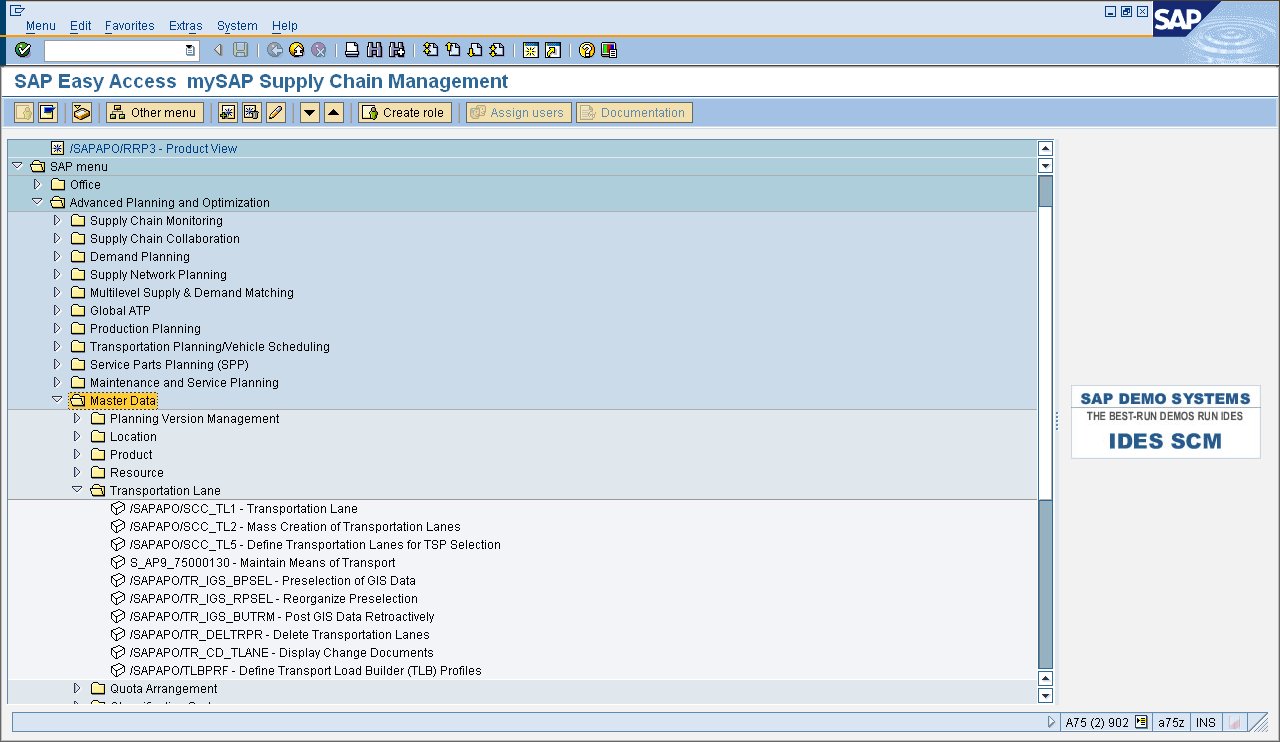 Menu Edit Favorites Extras System Help
SAP
SAP Easy Access mySAP Supply Chain Management
Other menu Create role Assign users Documentation
/SAPAPO/RRP3 - Product View
SAP menu
Office
Advanced Planning and Optimization
Supply Chain Monitoring
Supply Chain Collaboration
Demand Planning
Supply Network Planning
Multilevel Supply & Demand Matching
Global ATP
Production Planning
Transportation Planning/Vehicle Scheduling
Service Parts Planning (SPP)
Maintenance and Service Planning
Master Data
Planning Version Management
Location
Product
Resource
Transportation Lane
/SAPAPO/SCC_TL1 - Transportation Lane
/SAPAPO/SCC_TL2 - Mass Creation of Transportation Lanes
/SAPAPO/SCC_TL5 - Define Transportation Lanes for TSP Selection
S_AP9_75000130 - Maintain Means of Transport
/SAPAPO/TR_IGS_BPSEL - Preselection of GIS Data
/SAPAPO/TR_IGS_RPSEL - Reorganize Preselection
/SAPAPO/TR_IGS_BUTRM - Post GIS Data Retroactively
/SAPAPO/TR_DELTRPR - Delete Transportation Lanes
/SAPAPO/TR_CD_TLANE - Display Change Documents
/SAPAPO/TLBPRF - Define Transport Load Builder (TLB) Profiles
Quota Arrangement
SAP DEMO SYSTEMS
THE BEST-RUN DEMOS RUN IDES
IDES SCM
A75 (2) 902 a75z INS